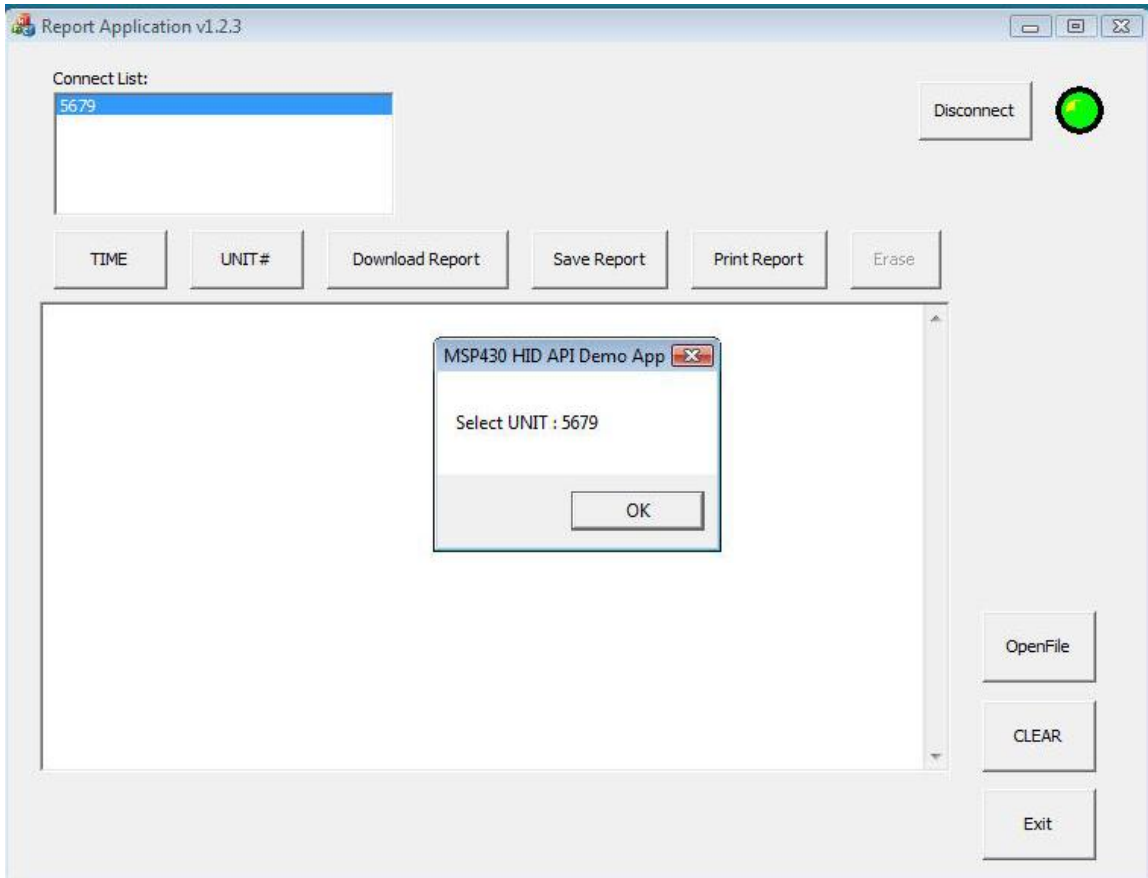 Report Application v1.2.3
Connect List:
5679
Disconnect
TIME
UNIT#
Download Report
Save Report
Print Report
Erase
MSP430 HID API Demo App
Select UNIT : 5679
OK
OpenFile
CLEAR
Exit